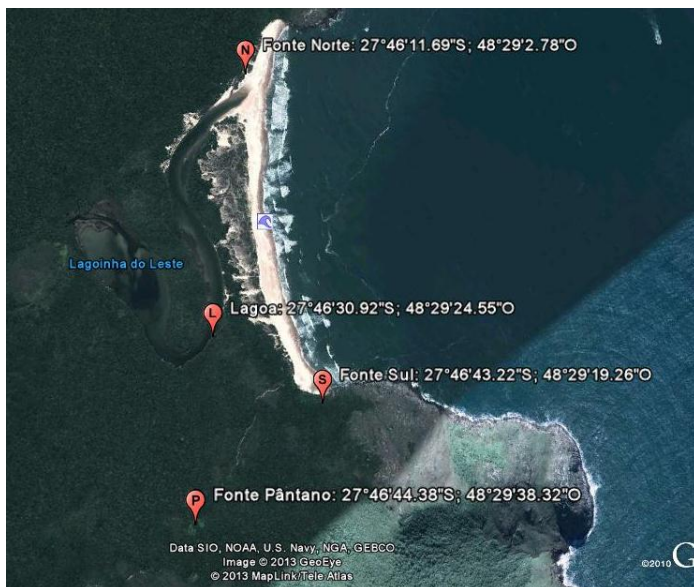 N
Fonte Norte: 27°46'11.69"S; 48°29'2.78"O
Lagoinha do Leste
L
Lagoa: 27°46'30.92"S; 48°29'24.55"O
S
Fonte Sul: 27°46'43.22"S; 48°29'19.26"O
P
Fonte Pântano: 27°46'44.38"S; 48°29'38.32"O
Data SIO, NOAA, U.S. Navy, NGA, GEBCO
Image © 2013 GeoEye
© 2013 MapLink/Tele Atlas
©2010 G